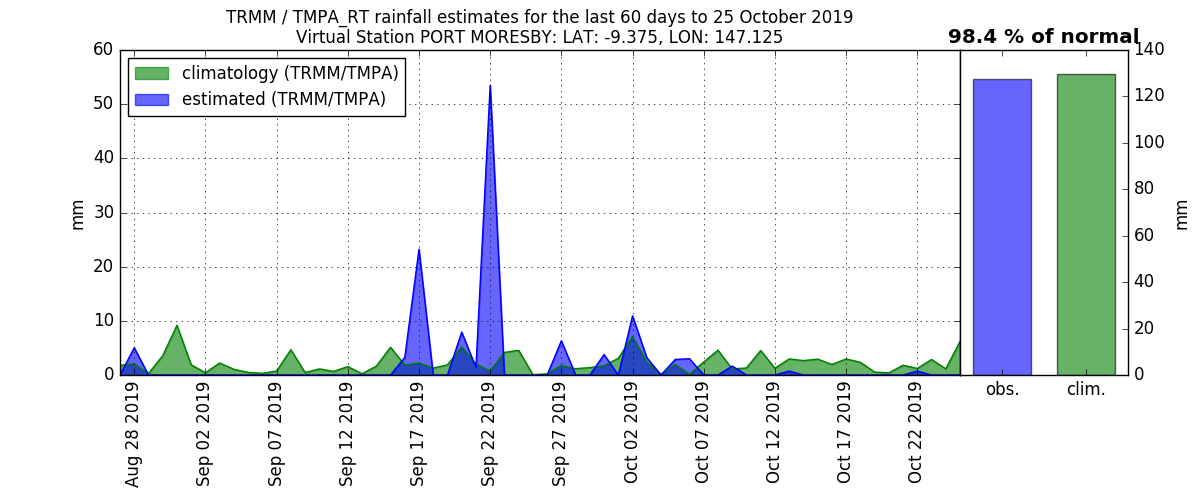 TRMM / TMPA_RT rainfall estimates for the last 60 days to 25 October 2019
Virtual Station PORT MORESBY: LAT: -9.375, LON: 147.125
98.4 % of normal
climatology (TRMM/TMPA)
estimated (TRMM/TMPA)
mm
60
50
40
30
20
10
0
Aug 28 2019
Sep 02 2019
Sep 07 2019
Sep 12 2019
Sep 17 2019
Sep 22 2019
Sep 27 2019
Oct 02 2019
Oct 07 2019
Oct 12 2019
Oct 17 2019
Oct 22 2019
obs.
clim.
140
120
100
80
60
40
20
0
mm